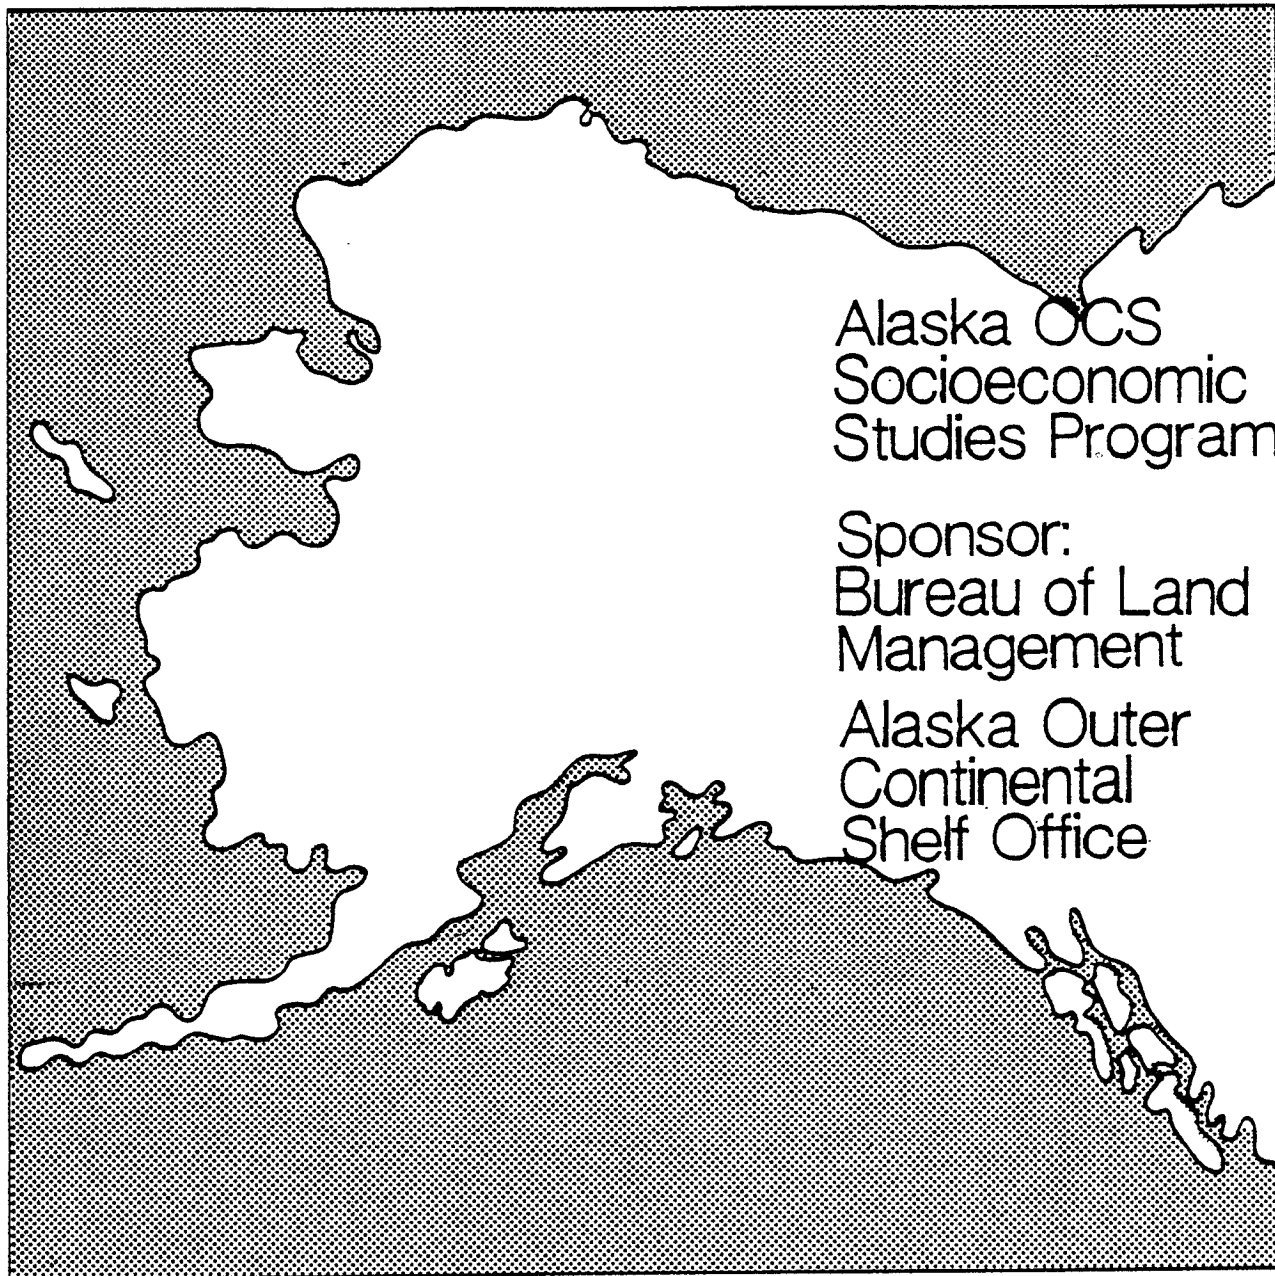 Alaska OCS
Socioeconomic
Studies Program
Sponsor:
Bureau of Land
Management
Alaska Outer
Continental
Shelf Office